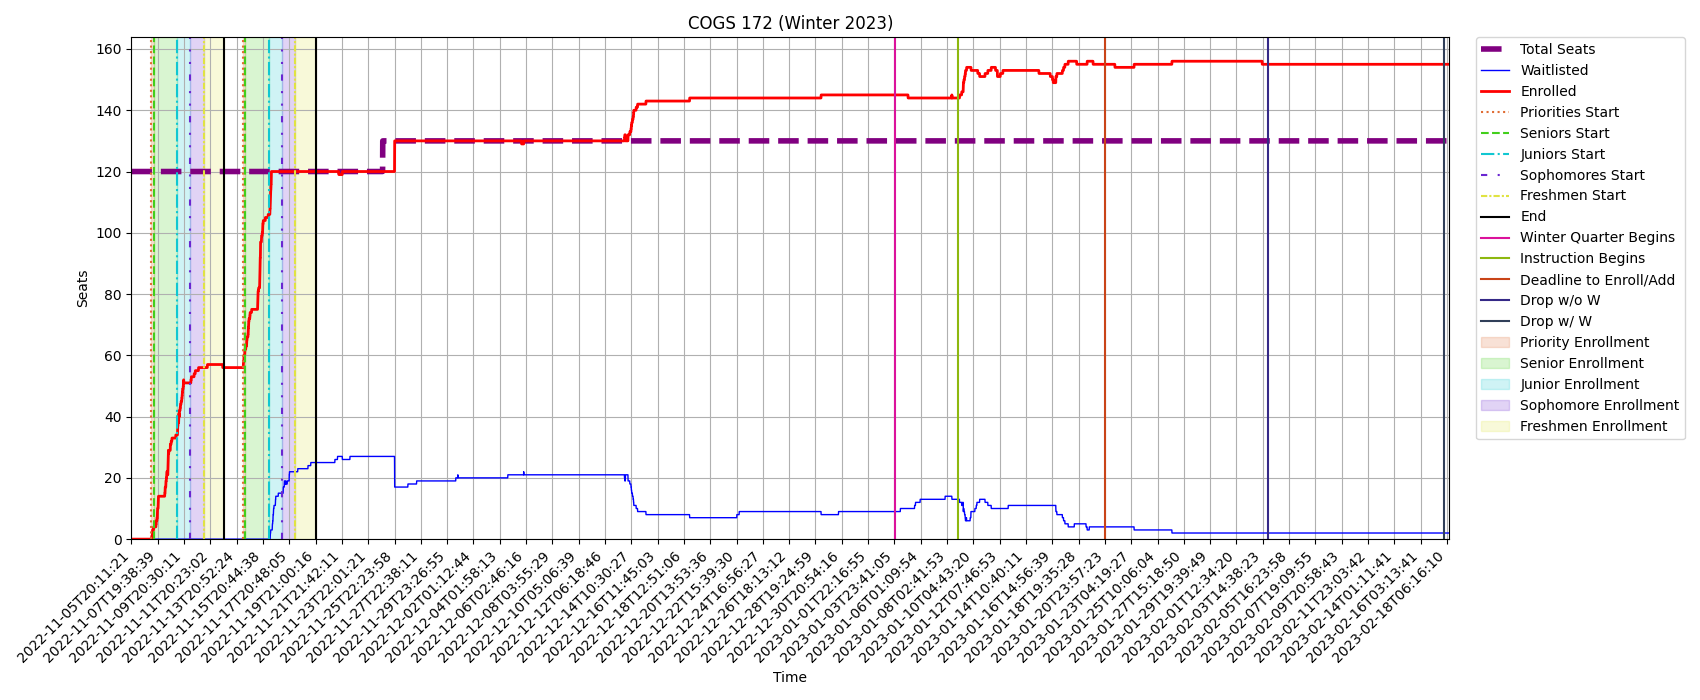 COGS 172 (Winter 2023)
Seats
160
140
120
100
80
60
40
20
0
2022-11-05T20:11:21
2022-11-07T19:38:39
2022-11-09T20:30:11
2022-11-11T20:23:02
2022-11-13T20:52:24
2022-11-15T20:44:38
2022-11-17T20:48:05
2022-11-19T21:00:16
2022-11-21T21:42:11
2022-11-23T22:01:21
2022-11-25T22:23:58
2022-11-27T22:38:11
2022-11-29T23:26:55
2022-12-02T00:12:44
2022-12-04T01:58:13
2022-12-06T02:46:16
2022-12-08T03:55:29
2022-12-10T05:06:39
2022-12-12T06:18:46
2022-12-14T10:30:27
2022-12-16T11:45:03
2022-12-18T12:51:06
2022-12-20T13:53:36
2022-12-22T15:39:30
2022-12-24T16:56:27
2022-12-26T18:13:12
2022-12-28T19:24:59
2022-12-30T20:54:16
2023-01-01T22:16:55
2023-01-03T23:41:05
2023-01-06T01:09:54
2023-01-08T02:41:53
2023-01-10T04:43:20
2023-01-12T07:46:53
2023-01-14T10:40:11
2023-01-16T14:56:39
2023-01-18T19:35:28
2023-01-20T23:57:23
2023-01-23T04:19:27
2023-01-25T10:06:04
2023-01-27T15:18:50
2023-01-29T19:39:49
2023-02-01T12:34:20
2023-02-03T14:38:23
2023-02-05T16:23:58
2023-02-07T19:09:55
2023-02-09T20:58:43
2023-02-11T23:03:42
2023-02-14T01:11:41
2023-02-16T03:13:41
2023-02-18T06:16:10
Time
Total Seats
Waitlisted
Enrolled
Priorities Start
Seniors Start
Juniors Start
Sophomores Start
Freshmen Start
End
Winter Quarter Begins
Instruction Begins
Deadline to Enroll/Add
Drop w/o W
Drop w/ W
Priority Enrollment
Senior Enrollment
Junior Enrollment
Sophomore Enrollment
Freshmen Enrollment